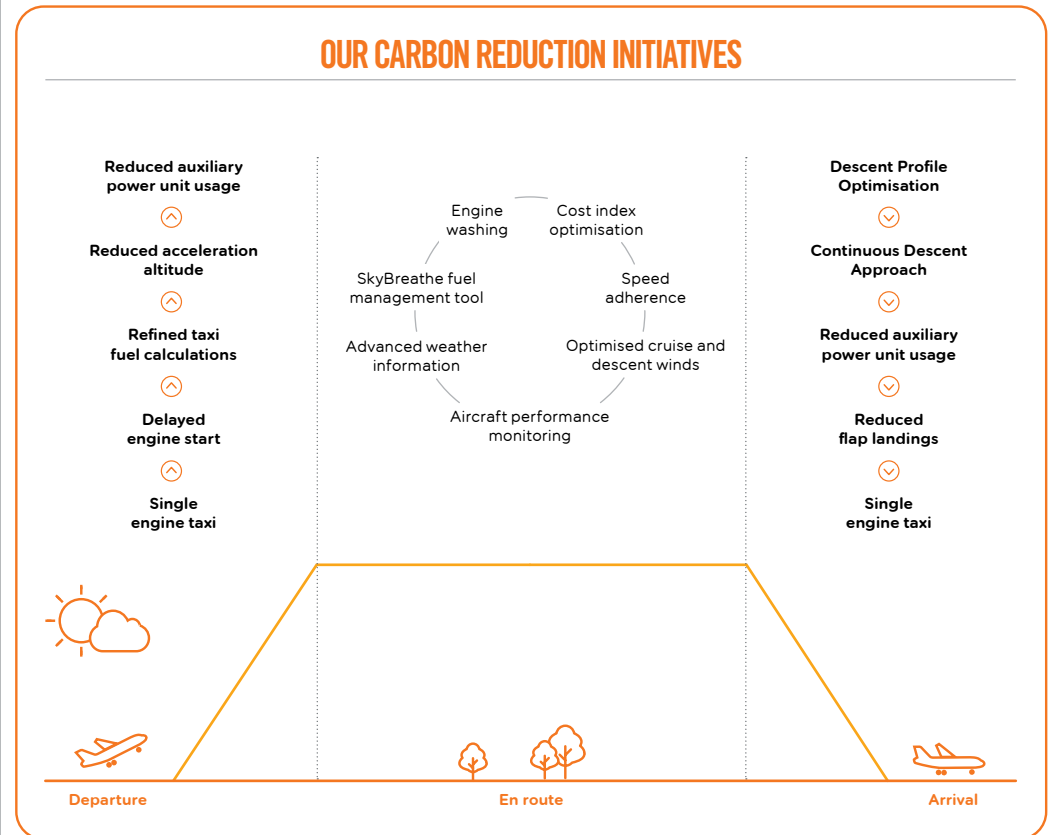 OUR CARBON REDUCTION INITIATIVES
Reduced auxiliary
power unit usage
Reduced acceleration
altitude
Refined taxi
fuel calculations
Delayed
engine start
Single
engine taxi
Engine
washing
Cost index
optimisation
SkyBreathe fuel
management tool
Speed
adherence
Advanced weather
information
Optimised cruise and
descent winds
Aircraft performance
monitoring
Descent Profile
Optimisation
Continuous Descent
Approach
Reduced auxiliary
power unit usage
Reduced
flap landings
Single
engine taxi
Departure
En route
Arrival